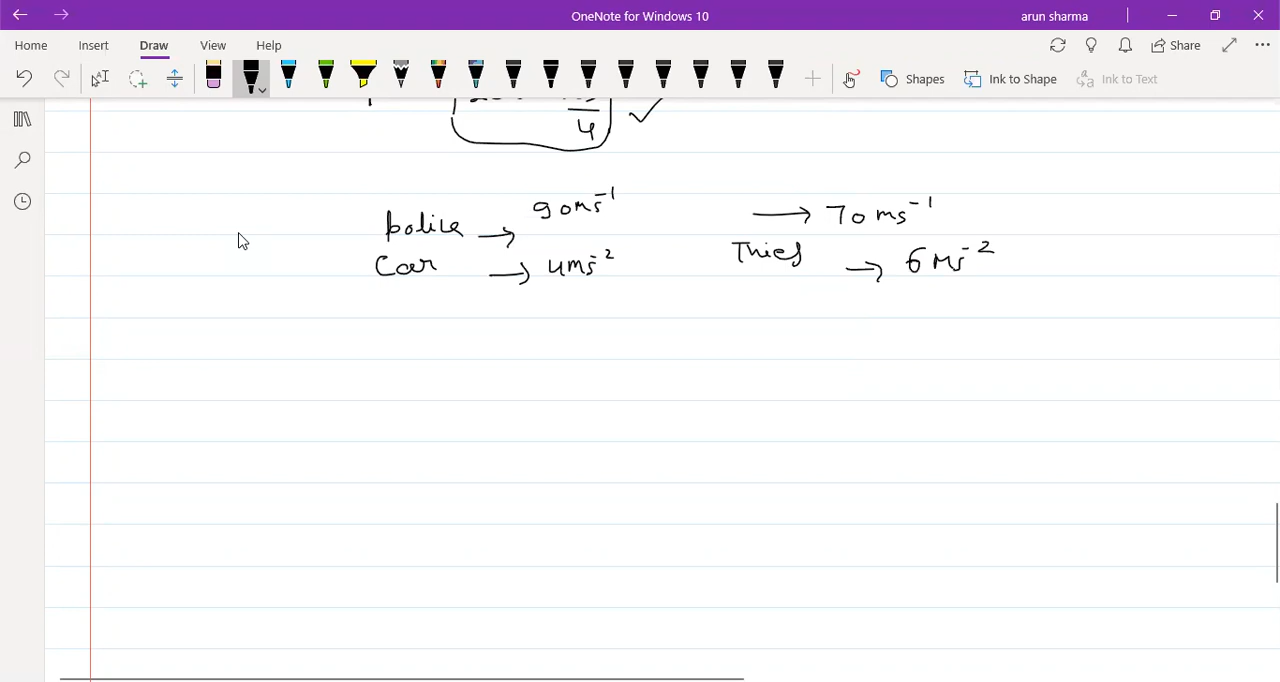 OneNote for Windows 10
arun sharma
Home Insert Draw View Help
Share
Shapes Ink to Shape Ink to Text
4
Police → 90ms⁻¹ → 70ms⁻¹
Car → 4ms⁻² Thief → 6ms⁻²